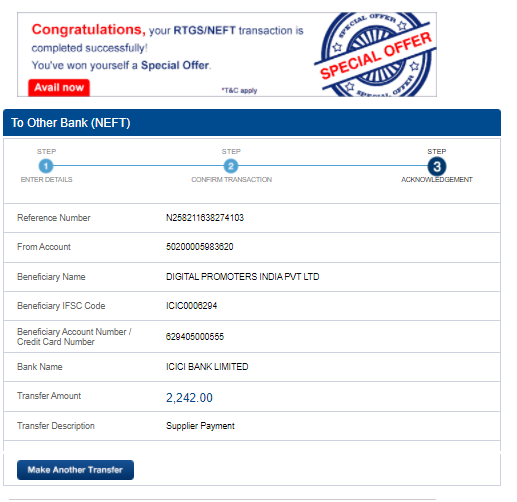 Congratulations, your RTGS/NEFT transaction is
completed successfully!
You've won yourself a Special Offer.
Avail now
*T&C apply
SPECIAL OFFER
SPECIAL OFFER
SPECIAL OFFER
To Other Bank (NEFT)
STEP STEP STEP
1 2 3
ENTER DETAILS CONFIRM TRANSACTION ACKNOWLEDGEMENT
Reference Number N258211638274103
From Account 50200005983620
Beneficiary Name DIGITAL PROMOTERS INDIA PVT LTD
Beneficiary IFSC Code ICIC0006294
Beneficiary Account Number /
Credit Card Number 629405000555
Bank Name ICICI BANK LIMITED
Transfer Amount 2,242.00
Transfer Description Supplier Payment
Make Another Transfer